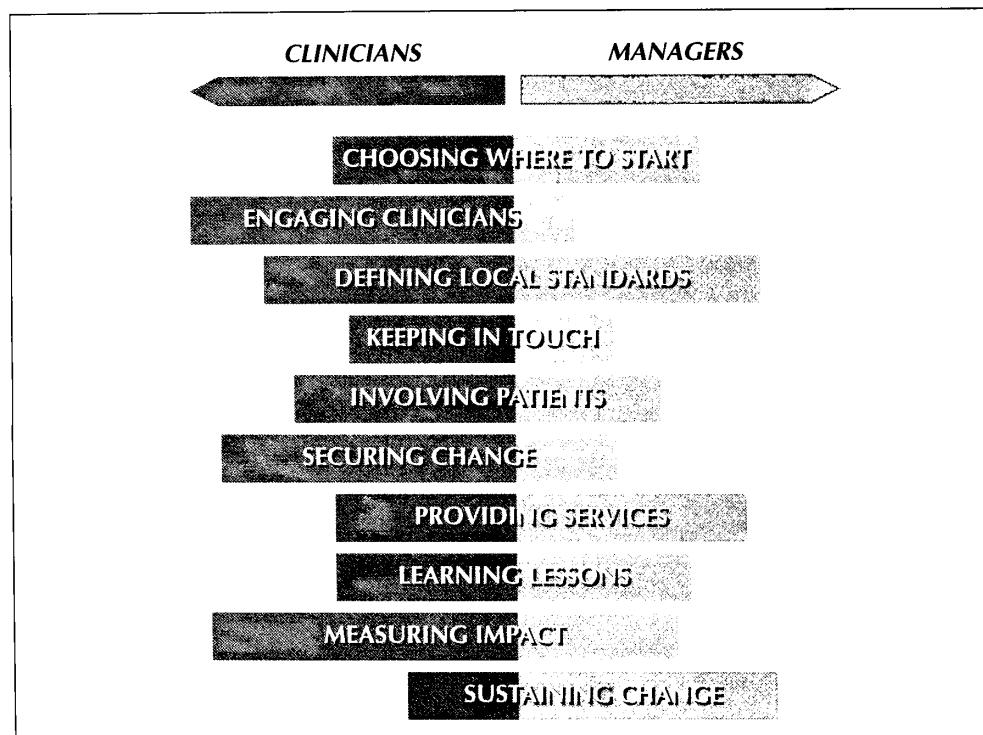 CLINICIANS MANAGERS
CHOOSING WHERE TO START
ENGAGING CLINICIANS
DEFINING LOCAL STANDARDS
KEEPING IN TOUCH
INVOLVING PATIENTS
SECURING CHANGE
PROVIDING SERVICES
LEARNING LESSONS
MEASURING IMPACT
SUSTAINING CHANGE